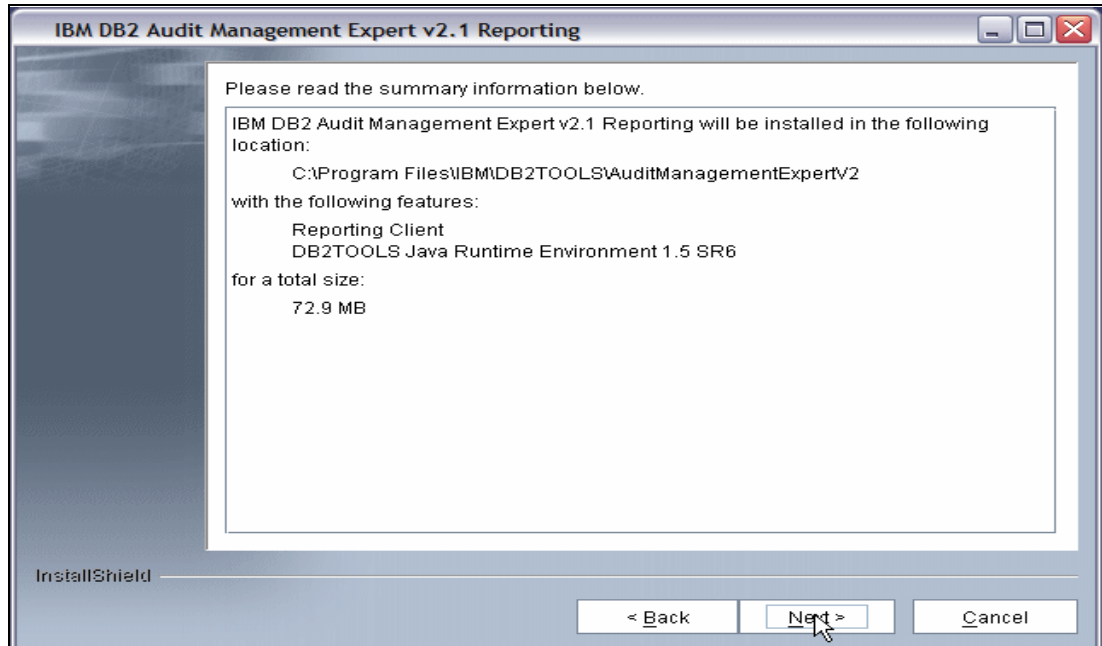 IBM DB2 Audit Management Expert v2.1 Reporting
Please read the summary information below.
IBM DB2 Audit Management Expert v2.1 Reporting will be installed in the following
location:
C:\Program Files\IBM\DB2TOOLS\AuditManagementExpertV2
with the following features:
Reporting Client
DB2TOOLS Java Runtime Environment 1.5 SR6
for a total size:
72.9 MB
InstallShield
< Back
Next >
Cancel